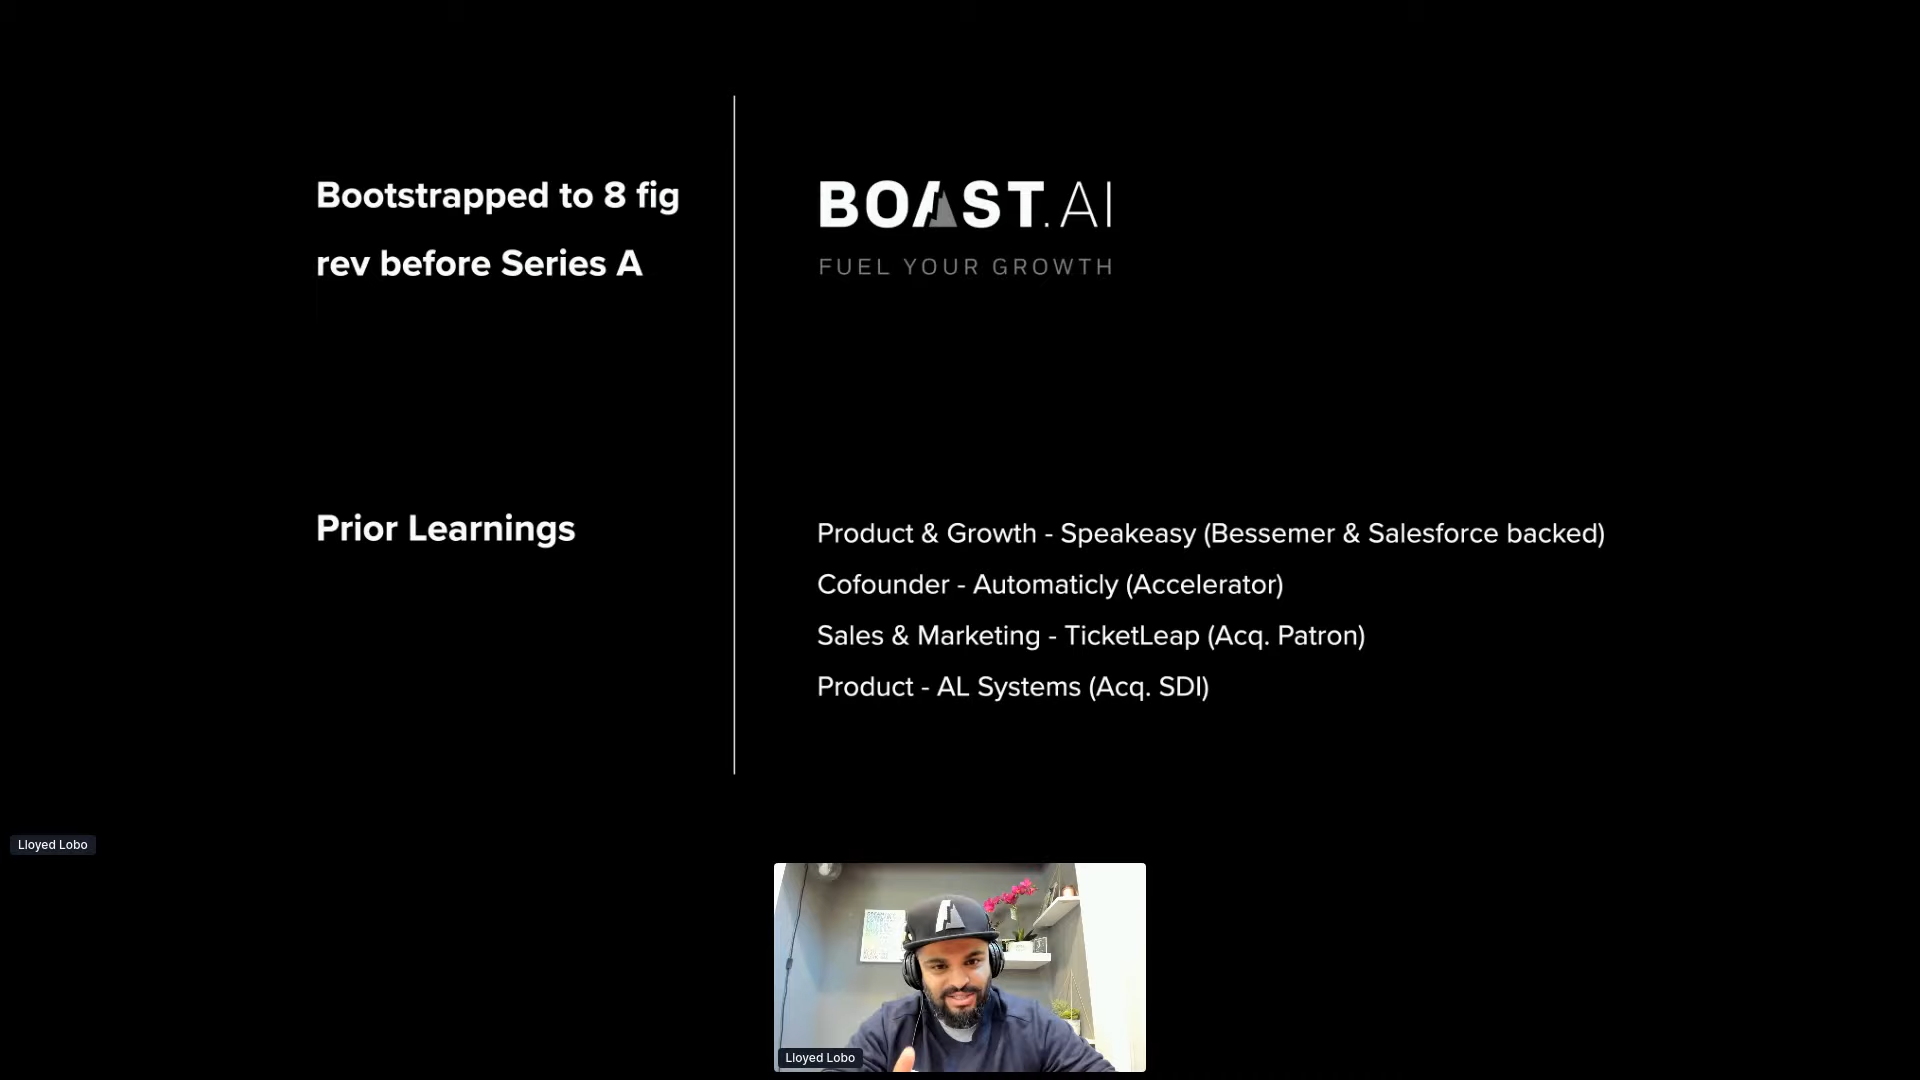 Bootstrapped to 8 fig
rev before Series A
BOAST.AI
FUEL YOUR GROWTH
Prior Learnings
Product & Growth - Speakeasy (Bessemer & Salesforce backed)
Cofounder - Automaticly (Accelerator)
Sales & Marketing - TicketLeap (Acq. Patron)
Product - AL Systems (Acq. SDI)
Lloyed Lobo
Lloyed Lobo